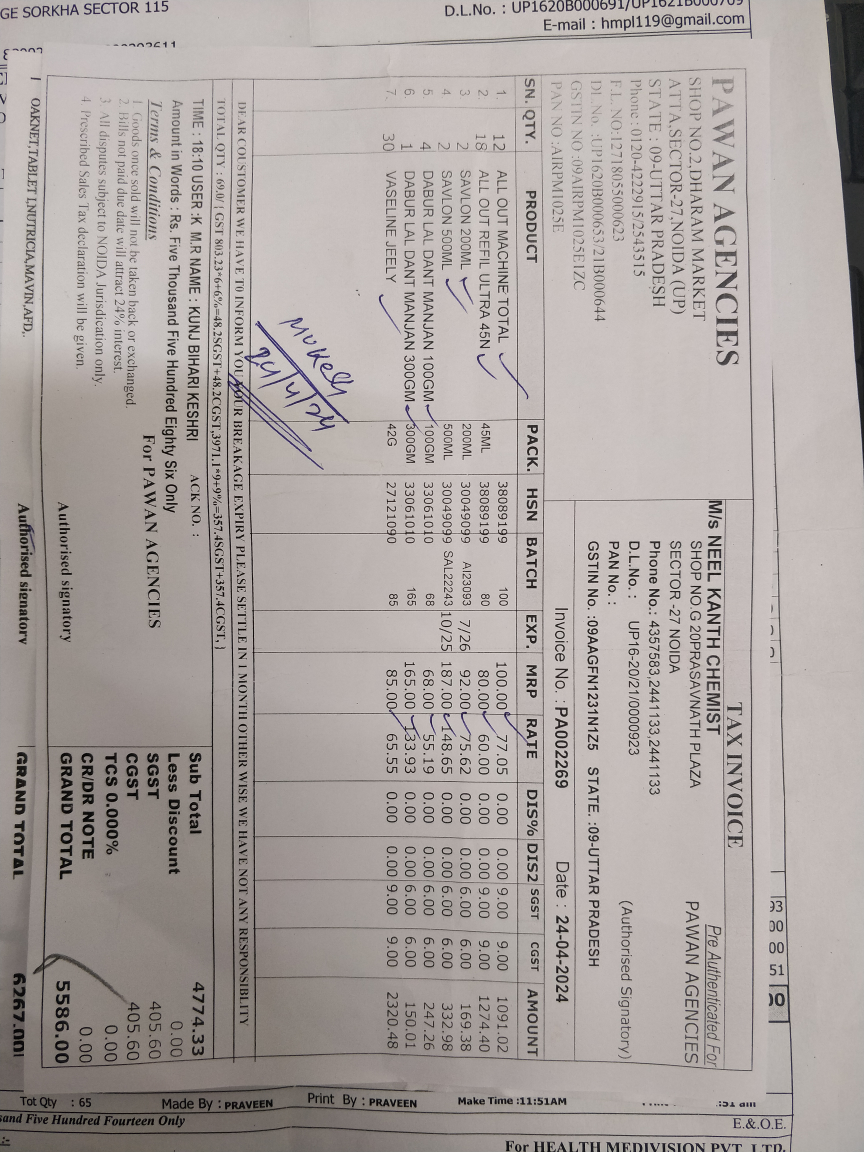 GE SORKHA SECTOR 115
D.L.No. : UP1620B000691/UP1621B000709
E-mail : hmpl119@gmail.com
PAWAN AGENCIES
SHOP NO.2,DHARAM MARKET
ATTA,SECTOR-27,NOIDA (UP)
STATE : 09-UTTAR PRADESH
Phone : 0120-4222915/2543515
F.L. NO:12718055000623
DL.No. :UP1620B000653/21B000644
GSTIN NO :09AIRPM1025E1ZC
PAN NO :AIRPM1025E
TAX INVOICE
M/s NEEL KANTH CHEMIST
SHOP NO.G 20PRASAVNATH PLAZA
SECTOR -27 NOIDA
Phone No.: 4357583,2441133,2441133
D.L.No. : UP16-20/21/0000923
PAN No. :
GSTIN No. :09AAGFN1231N1Z5 STATE. :09-UTTAR PRADESH
Pre Authenticated For
PAWAN AGENCIES
(Authorised Signatory)
Invoice No. : PA002269 Date : 24-04-2024
SN. QTY. PRODUCT PACK. HSN BATCH EXP. MRP RATE DIS% DIS2 SGST CGST AMOUNT
1. 12 ALL OUT MACHINE TOTAL 38089199 100 100.00 77.05 0.00 0.00 9.00 9.00 1091.02
2. 18 ALL OUT REFIL ULTRA 45N 45ML 38089199 80 80.00 60.00 0.00 0.00 9.00 9.00 1274.40
3 2 SAVLON 200ML 200ML 30049099 AI23093 7/26 92.00 75.62 0.00 0.00 6.00 6.00 169.38
4 2 SAVLON 500ML 500ML 30049099 SAL22243 10/25 187.00 148.65 0.00 0.00 6.00 6.00 332.98
5 4 DABUR LAL DANT MANJAN 100GM 100GM 33061010 68 68.00 55.19 0.00 0.00 6.00 6.00 247.26
6 1 DABUR LAL DANT MANJAN 300GM 300GM 33061010 165 165.00 133.93 0.00 0.00 6.00 6.00 150.01
7. 30 VASELINE JEELY 42G 27121090 85 85.00 65.55 0.00 0.00 9.00 9.00 2320.48
Mukesh
24/4/24
DEAR COUSTOMER WE HAVE TO INFORM YOU YOUR BREAKAGE EXPIRY PLEASE SETTLE IN 1 MONTH OTHER WISE WE HAVE NOT ANY RESPONSIBLITY
TOTAL QTY : 69.0/ { GST 803.23*6+6%=48.2SGST+48.2CGST,3971.1*9+9%=357.4SGST+357.4CGST, }
TIME : 18:10 USER :K M.R NAME : KUNJ BIHARI KESHRI ACK NO. :
Amount in Words : Rs. Five Thousand Five Hundred Eighty Six Only
Terms & Conditions
1 Goods once sold will not be taken back or exchanged.
2. Bills not paid due date will attract 24% interest.
3. All disputes subject to NOIDA Jurisdication only.
4. Prescribed Sales Tax declaration will be given.
For PAWAN AGENCIES
Authorised signatory
Sub Total 4774.33
Less Discount 0.00
SGST 405.60
CGST 405.60
TCS 0.000% 0.00
CR/DR NOTE 0.00
GRAND TOTAL 5586.00
OAKNET,TABLET I,NUTRICIA,MAVIN,AFD,.
Authorised signatory
GRAND TOTAL 6267.00
Tot Qty : 65 Made By : PRAVEEN Print By : PRAVEEN Make Time :11:51AM
and Five Hundred Fourteen Only
E.&.O.E.
For HEALTH MEDIVISION PVT. LTD.